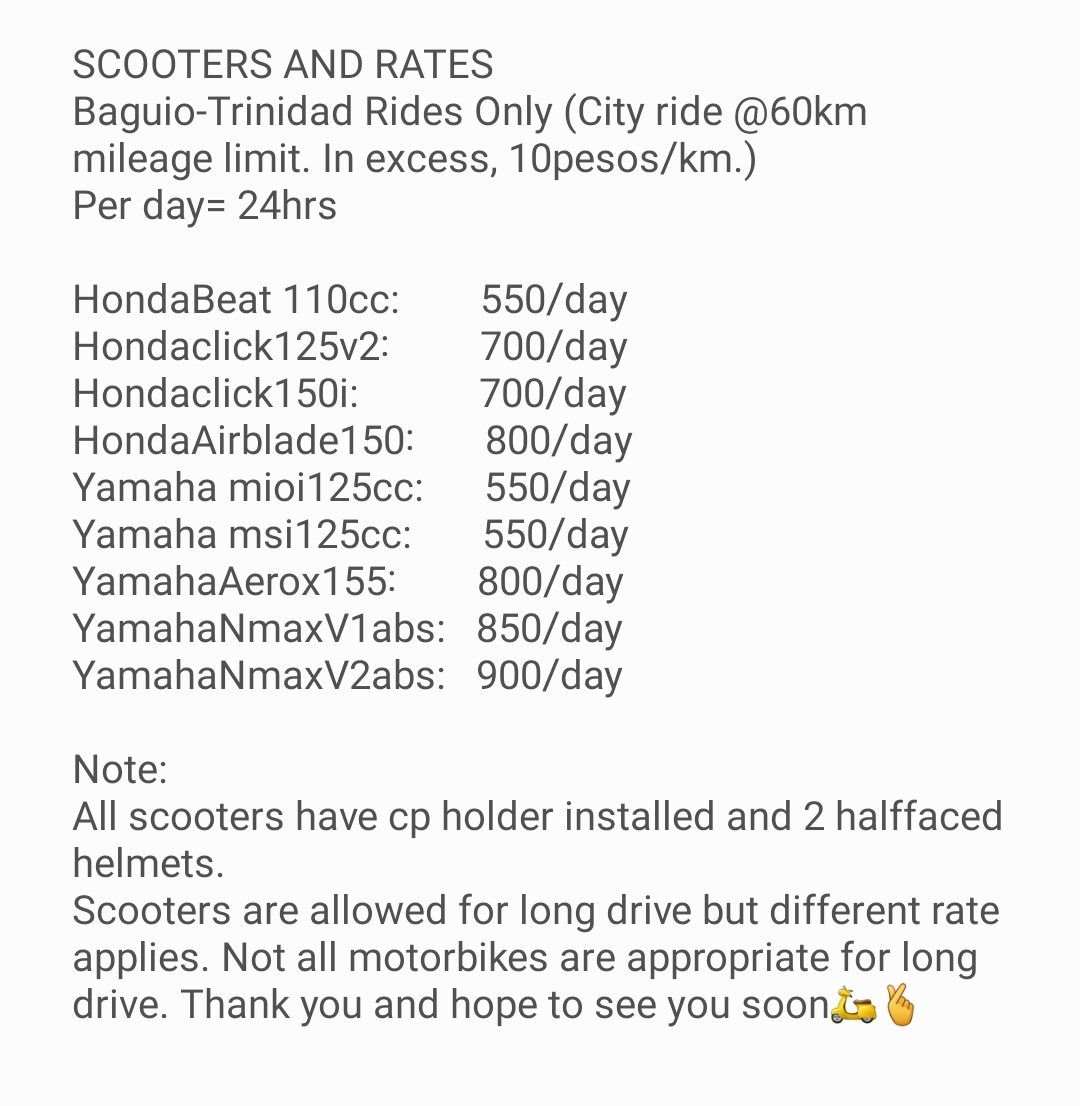 SCOOTERS AND RATES
Baguio-Trinidad Rides Only (City ride @60km
mileage limit. In excess, 10pesos/km.)
Per day= 24hrs
HondaBeat 110cc: 550/day
Hondaclick125v2: 700/day
Hondaclick150i: 700/day
HondaAirblade150: 800/day
Yamaha mioi125cc: 550/day
Yamaha msi125cc: 550/day
YamahaAerox155: 800/day
YamahaNmaxV1abs: 850/day
YamahaNmaxV2abs: 900/day
Note:
All scooters have cp holder installed and 2 halffaced
helmets.
Scooters are allowed for long drive but different rate
applies. Not all motorbikes are appropriate for long
drive. Thank you and hope to see you soon🛵🫰